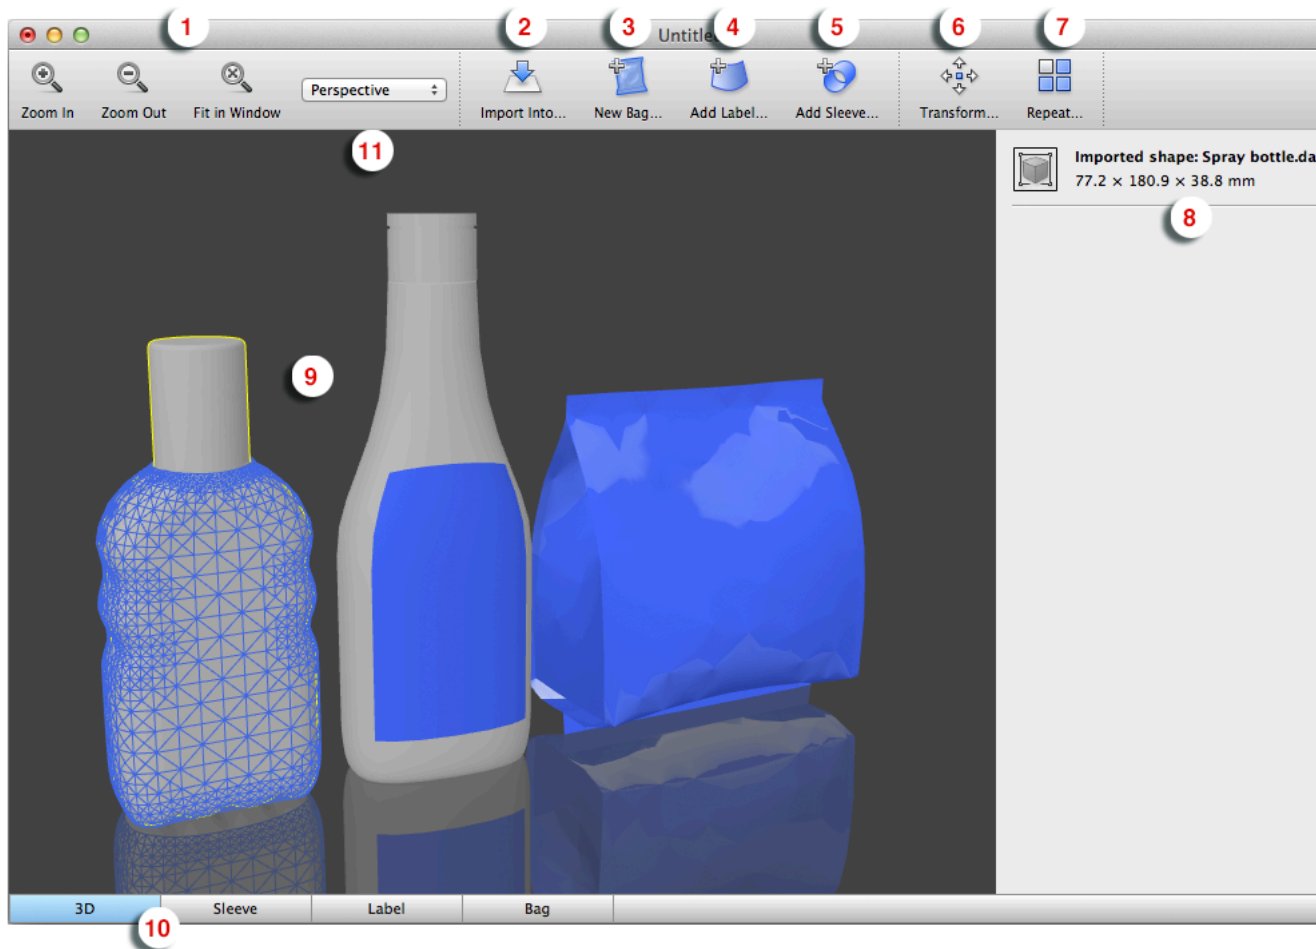 1
2
3
4
5
6
7
Zoom In
Zoom Out
Fit in Window
Perspective
Import Into...
New Bag...
Add Label...
Add Sleeve...
Transform...
Repeat...
11
Imported shape: Spray bottle.da
77.2 × 180.9 × 38.8 mm
8
9
3D
Sleeve
Label
Bag
10